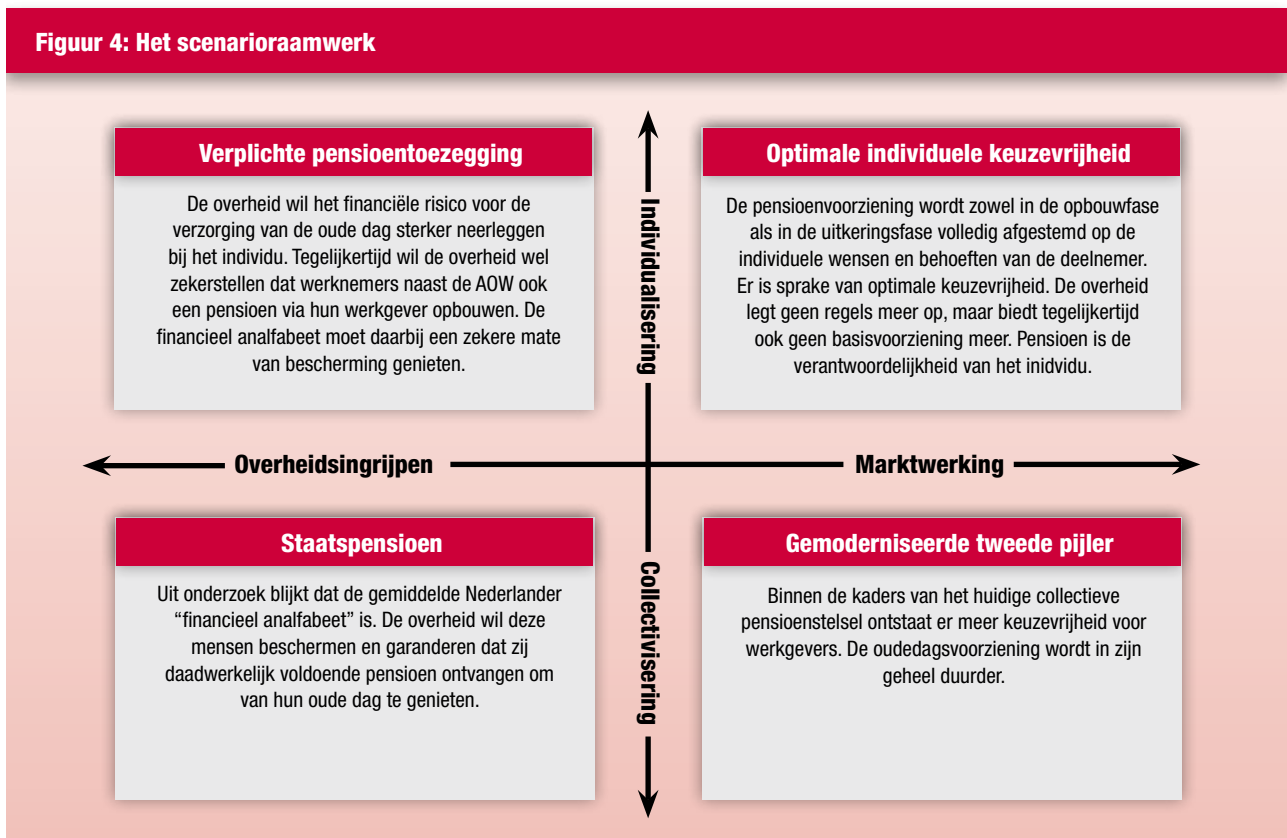 Figuur 4: Het scenarioraamwerk
Verplichte pensioentoezegging
De overheid wil het financiële risico voor de
verzorging van de oude dag sterker neerleggen
bij het individu. Tegelijkertijd wil de overheid wel
zekerstellen dat werknemers naast de AOW ook
een pensioen via hun werkgever opbouwen. De
financieel analfabeet moet daarbij een zekere mate
van bescherming genieten.
Individualisering
Optimale individuele keuzevrijheid
De pensioenvoorziening wordt zowel in de opbouwfase
als in de uitkeringsfase volledig afgestemd op de
individuele wensen en behoeften van de deelnemer.
Er is sprake van optimale keuzevrijheid. De overheid
legt geen regels meer op, maar biedt tegelijkertijd
ook geen basisvoorziening meer. Pensioen is de
verantwoordelijkheid van het inidvidu.
Overheidsingrijpen
Marktwerking
Staatspensioen
Uit onderzoek blijkt dat de gemiddelde Nederlander
“financieel analfabeet” is. De overheid wil deze
mensen beschermen en garanderen dat zij
daadwerkelijk voldoende pensioen ontvangen om
van hun oude dag te genieten.
Collectivisering
Gemoderniseerde tweede pijler
Binnen de kaders van het huidige collectieve
pensioenstelsel ontstaat er meer keuzevrijheid voor
werkgevers. De oudedagsvoorziening wordt in zijn
geheel duurder.